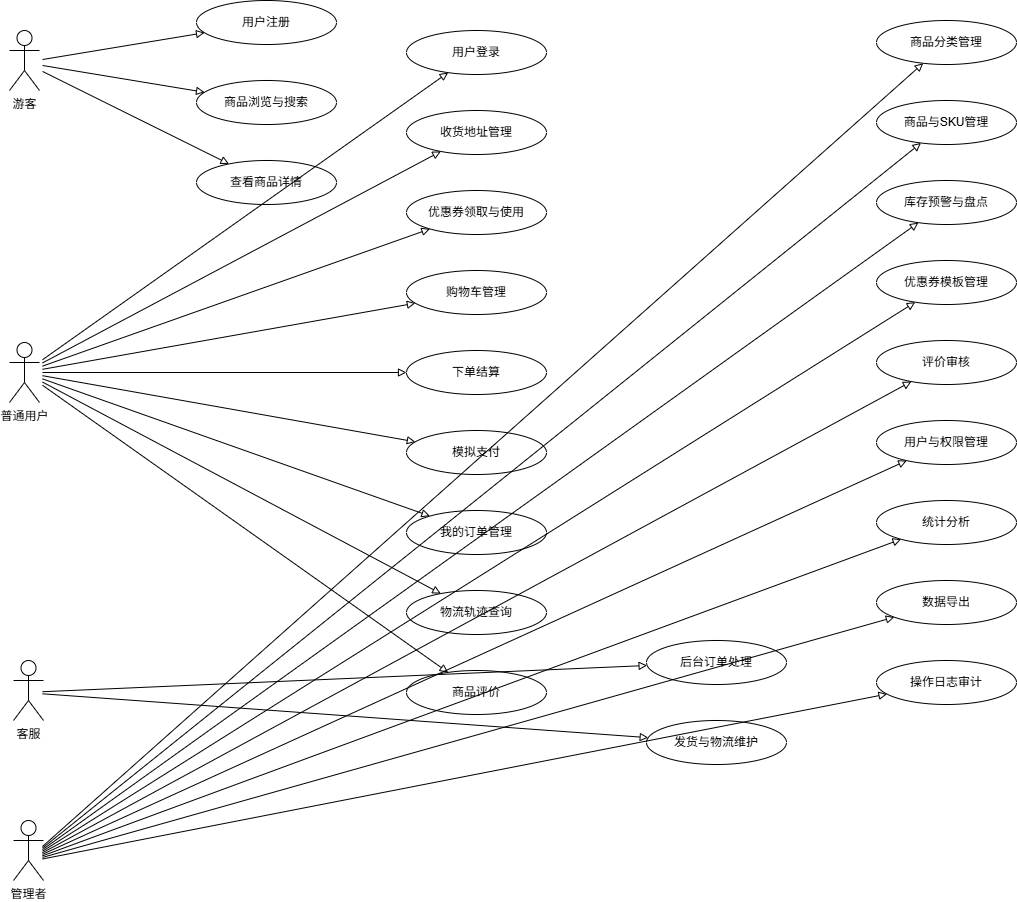 游客
用户注册
商品浏览与搜索
查看商品详情
普通用户
用户登录
收货地址管理
优惠券领取与使用
购物车管理
下单结算
模拟支付
我的订单管理
物流轨迹查询
商品评价
客服
后台订单处理
发货与物流维护
管理者
商品分类管理
商品与SKU管理
库存预警与盘点
优惠券模板管理
评价审核
用户与权限管理
统计分析
数据导出
操作日志审计